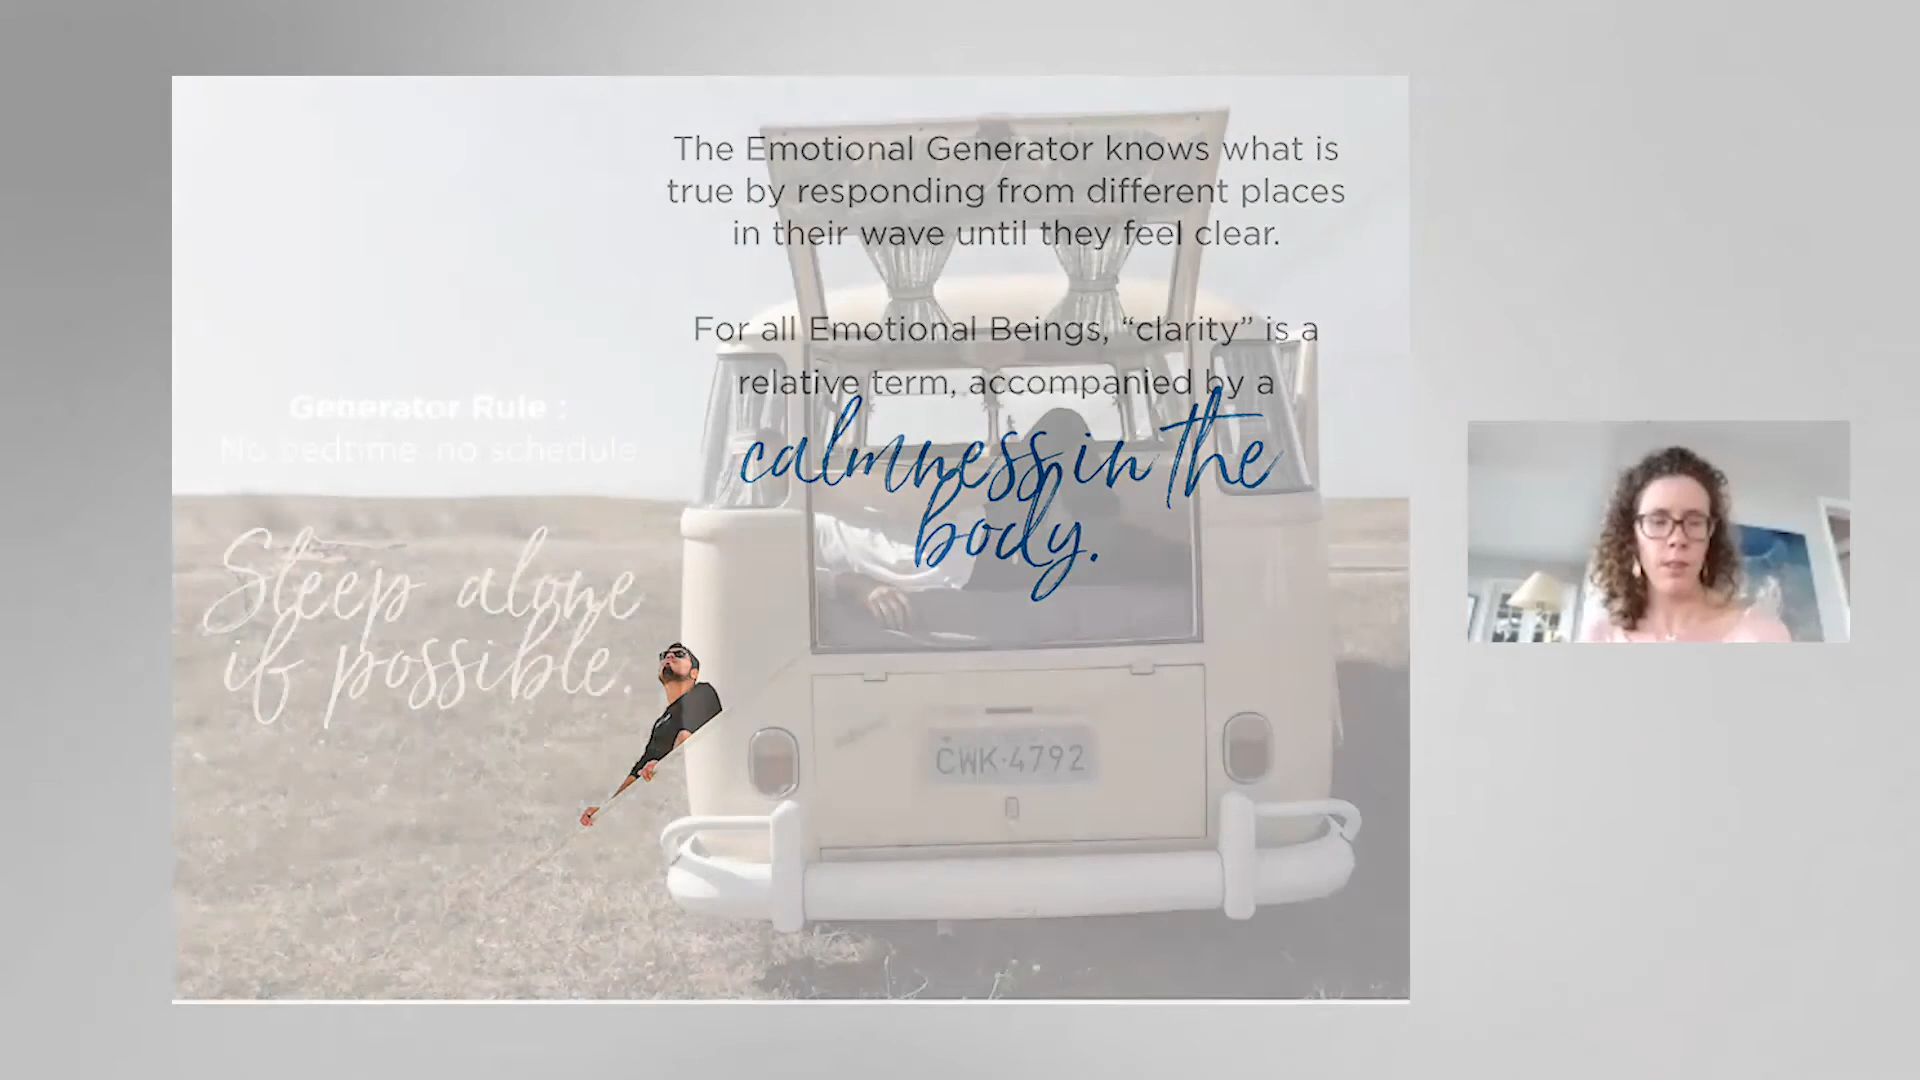 The Emotional Generator knows what is
true by responding from different places
in their wave until they feel clear.
For all Emotional Beings, “clarity” is a
relative term, accompanied by a
calmness in the
body.
Generator Rule :
No bedtime, no schedule
Sleep alone
if possible.
CWK·4792